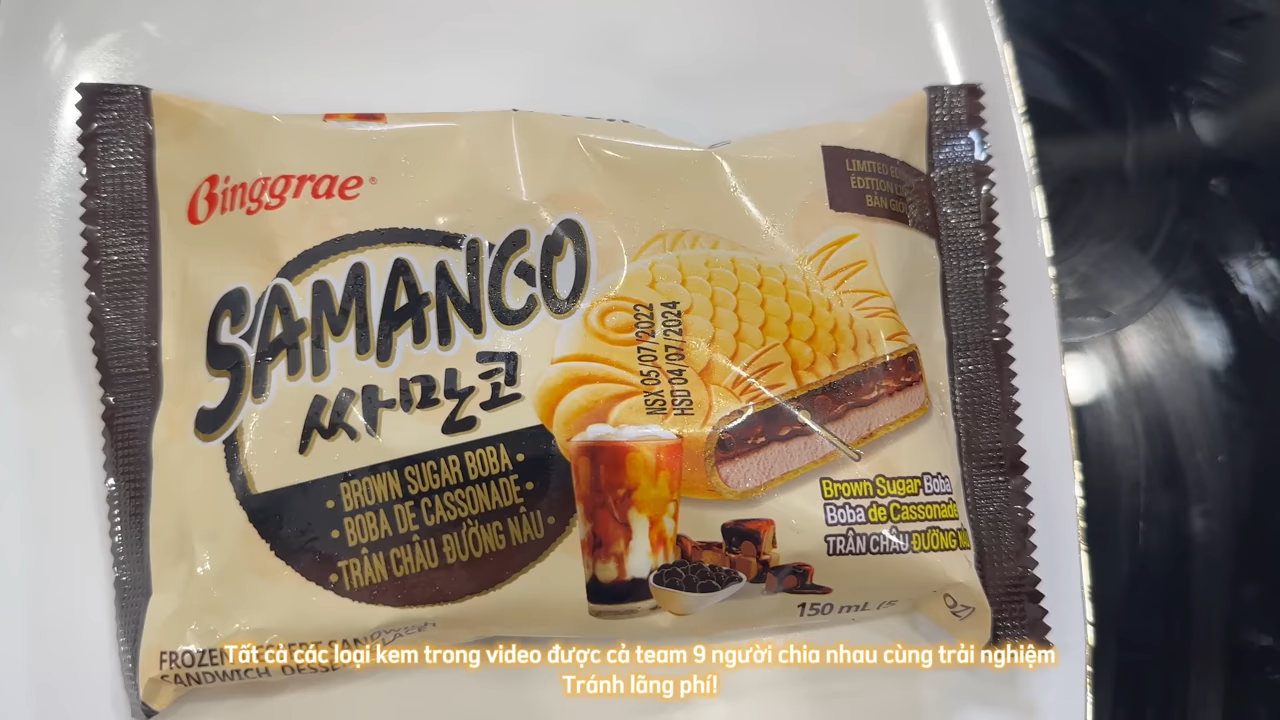 Binggrae
LIMITED
ÉDITION
BẢN GIỚI
SAMANCO
싸만코
NSX 05/07/2022
HSD 04/07/2024
• BROWN SUGAR BOBA •
• BOBA DE CASSONADE •
• TRÂN CHÂU ĐƯỜNG NÂU •
Brown Sugar Boba
Boba de Cassonade
TRÂN CHÂU ĐƯỜNG
150 mL
FROZEN
SANDWICH
Tất cả các loại kem trong video được cả team 9 người chia nhau cùng trải nghiệm
Tránh lãng phí!